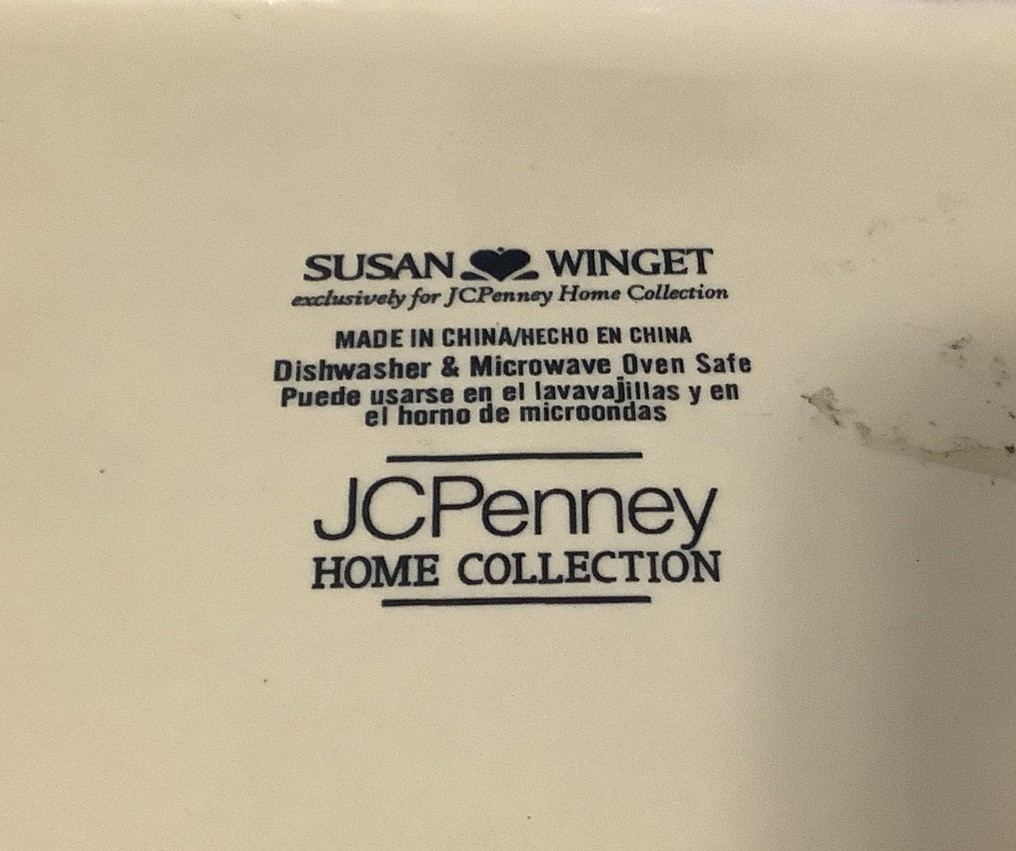 SUSAN WINGET
exclusively for JCPenney Home Collection
MADE IN CHINA/HECHO EN CHINA
Dishwasher & Microwave Oven Safe
Puede usarse en el lavavajillas y en
el horno de microondas
JCPenney
HOME COLLECTION